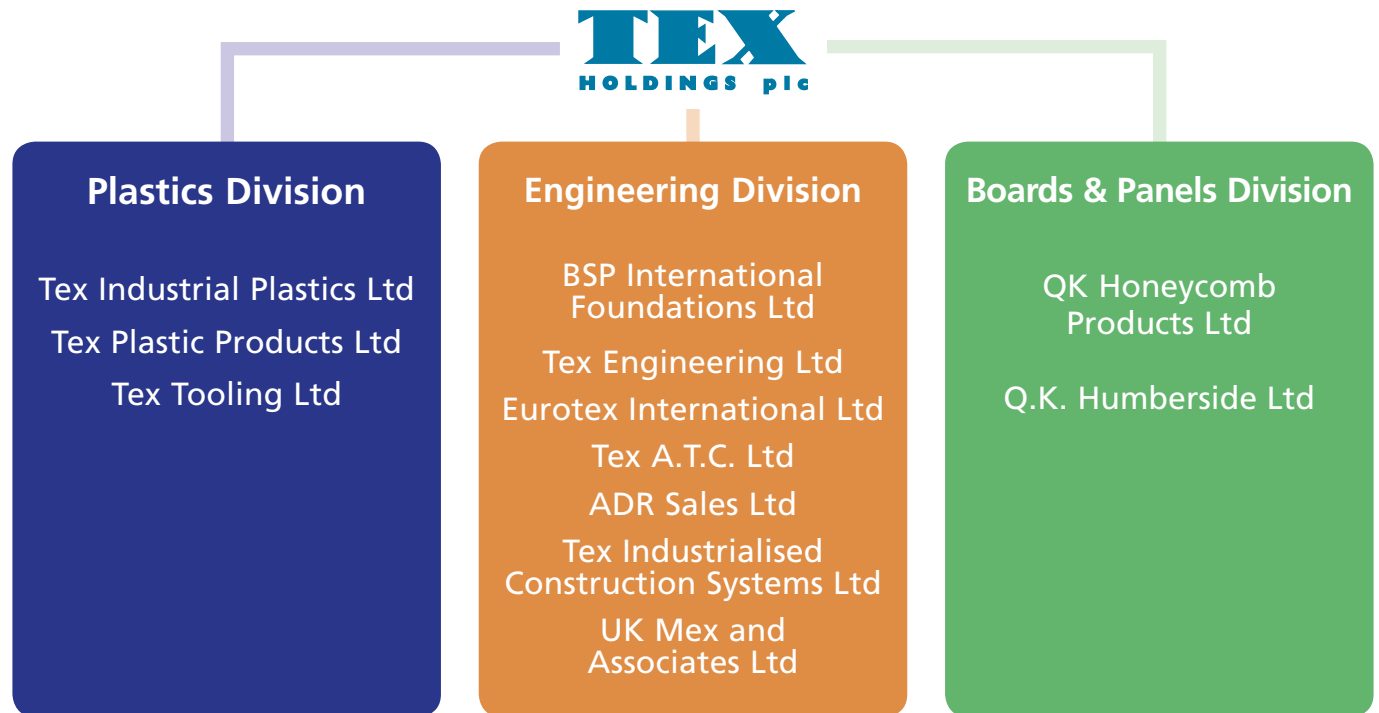 TEX
HOLDINGS plc
Plastics Division
Tex Industrial Plastics Ltd
Tex Plastic Products Ltd
Tex Tooling Ltd
Engineering Division
BSP International
Foundations Ltd
Tex Engineering Ltd
Eurotex International Ltd
Tex A.T.C. Ltd
ADR Sales Ltd
Tex Industrialised
Construction Systems Ltd
UK Mex and
Associates Ltd
Boards & Panels Division
QK Honeycomb
Products Ltd
Q.K. Humberside Ltd